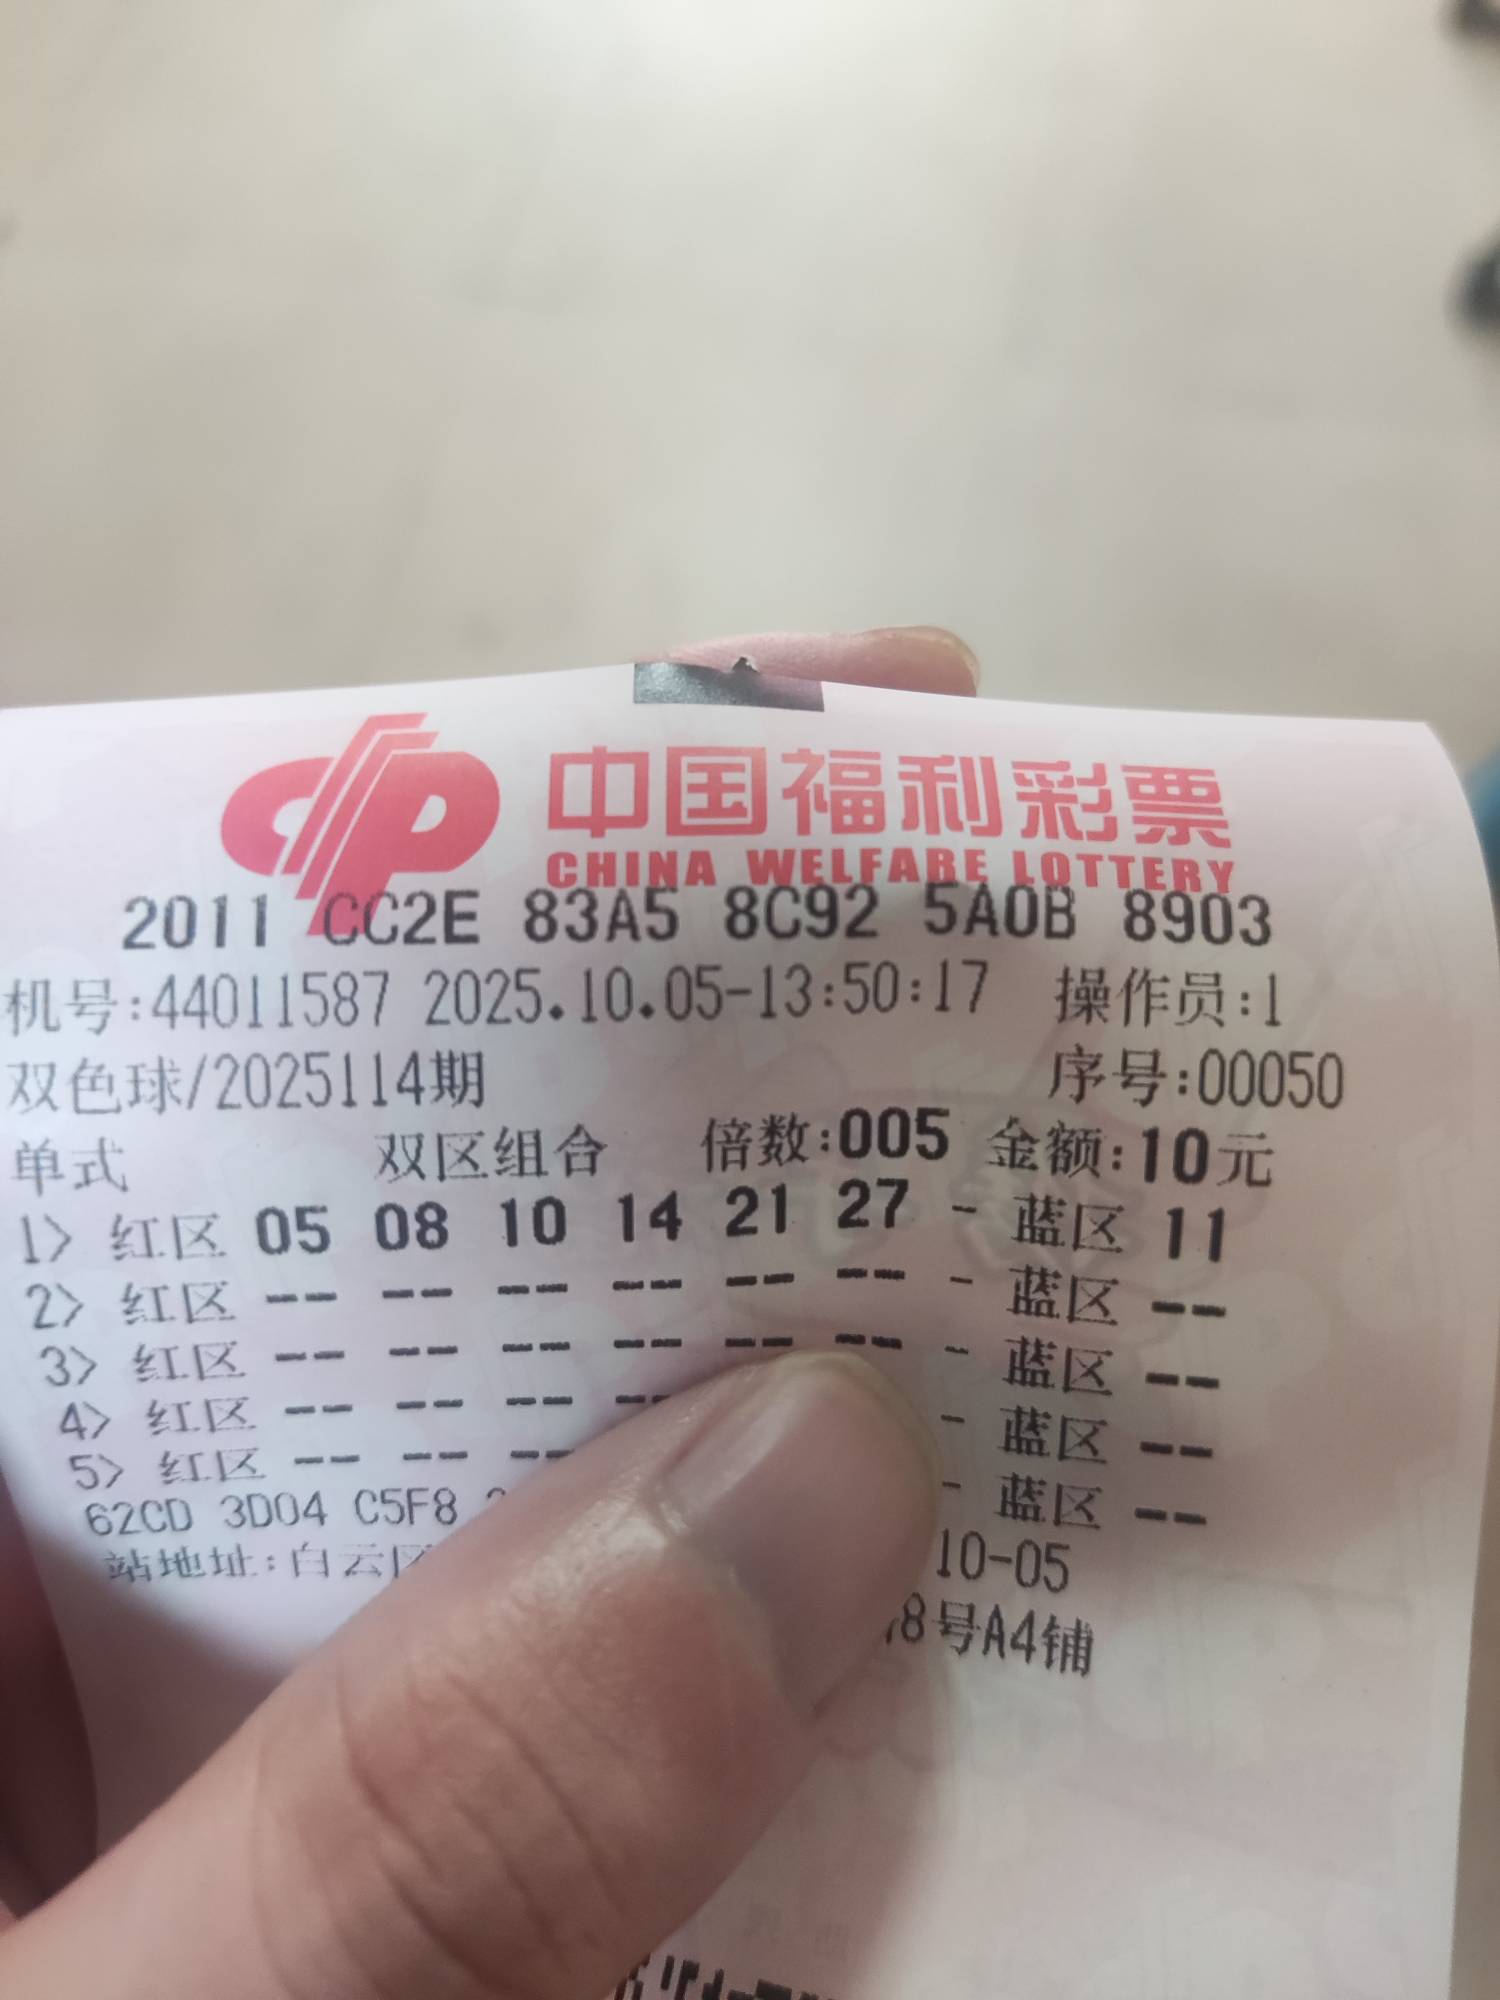 中国福利彩票
CHINA WELFARE LOTTERY
2011 CC2E 83A5 8C92 5A0B 8903
机号:44011587 2025.10.05-13:50:17 操作员:1
双色球/2025114期 序号:00050
单式 双区组合 倍数:005 金额:10元
1> 红区 05 08 10 14 21 27 - 蓝区 11
2> 红区 -- -- -- -- -- -- - 蓝区 --
3> 红区 -- -- -- -- -- -- - 蓝区 --
4> 红区 -- -- -- -- - 蓝区 --
5> 红区 -- -- -- - 蓝区 --
62CD 3D04 C5F8 10-05
站地址:白云区 8号A4铺